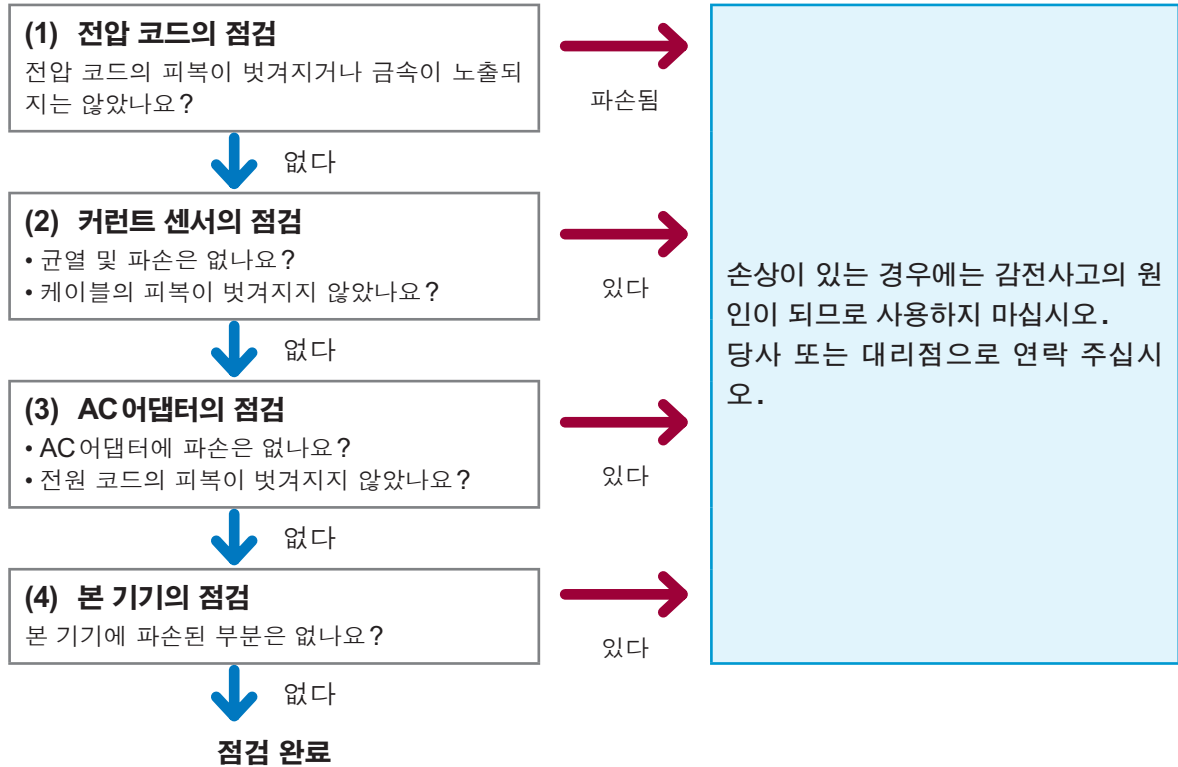 (1) 전압 코드의 점검
전압 코드의 피복이 벗겨지거나 금속이 노출되
지는 않았나요?
파손됨
없다
(2) 커런트 센서의 점검
• 균열 및 파손은 없나요?
• 케이블의 피복이 벗겨지지 않았나요?
있다
없다
(3) AC어댑터의 점검
• AC어댑터에 파손은 없나요?
• 전원 코드의 피복이 벗겨지지 않았나요?
있다
없다
(4) 본 기기의 점검
본 기기에 파손된 부분은 없나요?
있다
없다
점검 완료
손상이 있는 경우에는 감전사고의 원
인이 되므로 사용하지 마십시오.
당사 또는 대리점으로 연락 주십시
오.